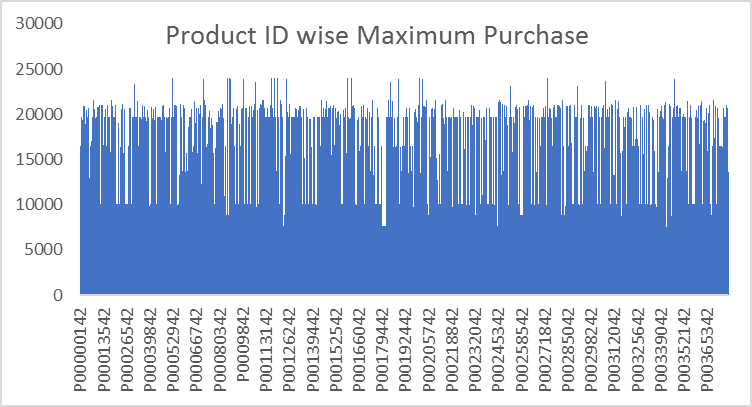 Product ID wise Maximum Purchase
30000
25000
20000
15000
10000
5000
0
P00000142
P00013542
P00026542
P00039842
P00052942
P00066742
P00080342
P0009842
P00113142
P00126242
P00139442
P00152542
P00166042
P00179442
P00192442
P00205742
P00218842
P00232042
P00245342
P00258542
P00271842
P00285042
P00298242
P00312042
P00325642
P00339042
P00352142
P00365342